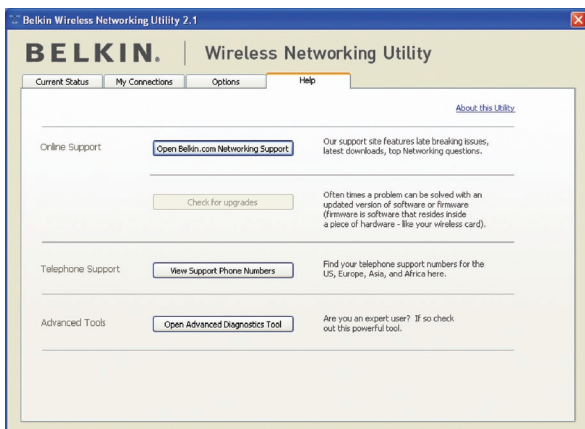 Belkin Wireless Networking Utility 2.1
BELKIN. Wireless Networking Utility
Current Status My Connections Options Help
About this Utility
Online Support
Open Belkin.com Networking Support
Our support site features late breaking issues,
latest downloads, top Networking questions.
Check for upgrades
Often times a problem can be solved with an
updated version of software or firmware
(firmware is software that resides inside
a piece of hardware - like your wireless card).
Telephone Support
View Support Phone Numbers
Find your telephone support numbers for the
US, Europe, Asia, and Africa here.
Advanced Tools
Open Advanced Diagnostics Tool
Are you an expert user? If so check
out this powerful tool.